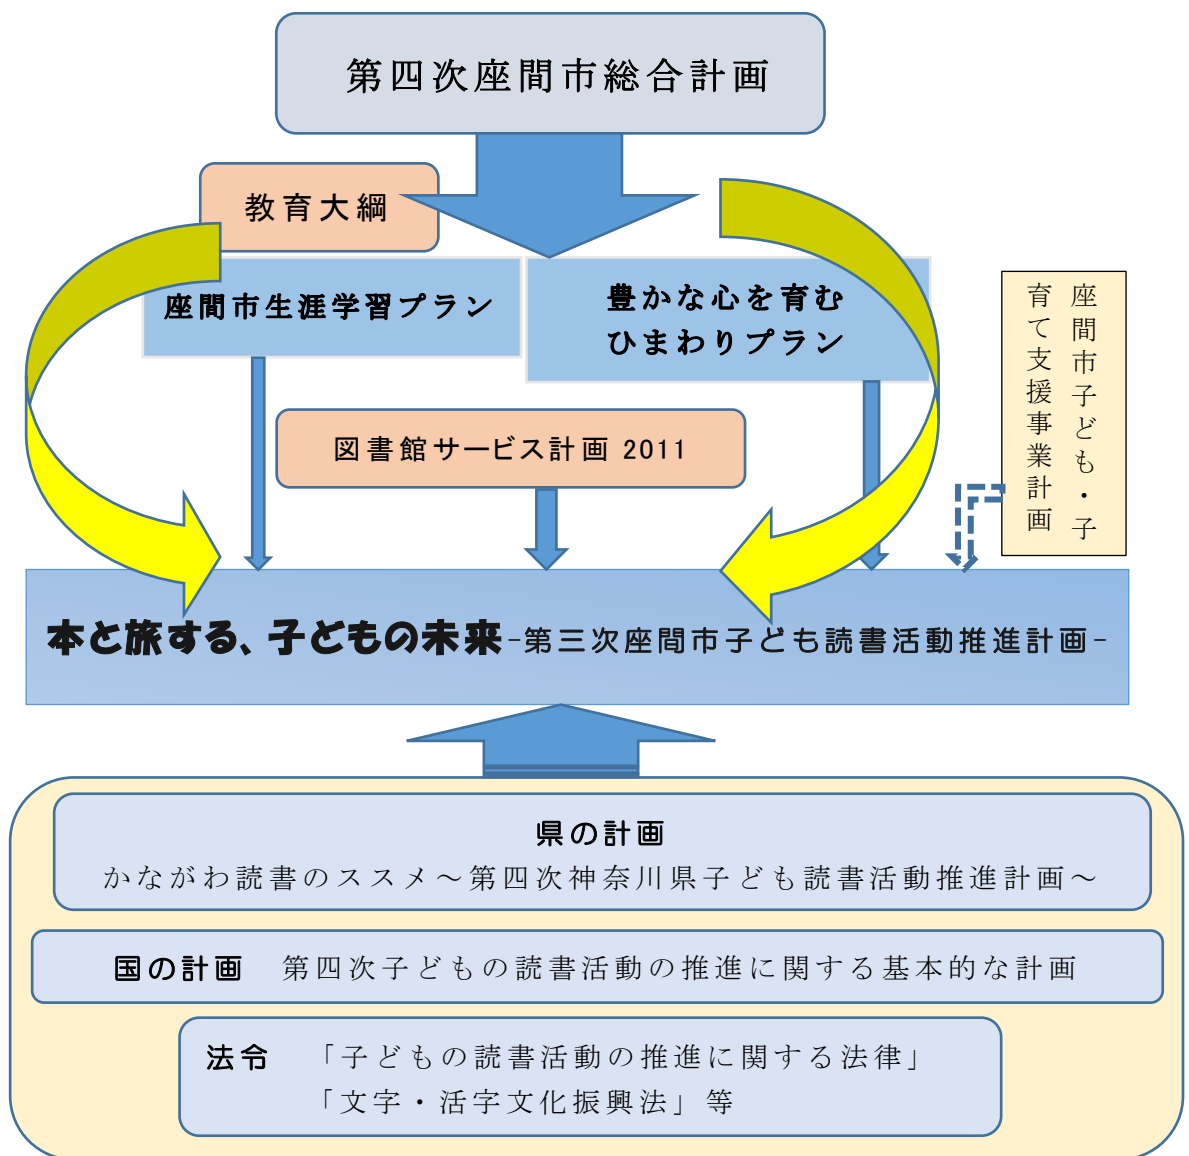 第四次座間市総合計画
教育大綱
座間市生涯学習プラン
豊かな心を育む
ひまわりプラン
座間市子ども・子
育て支援事業計画
図書館サービス計画 2011
本と旅する、子どもの未来-第三次座間市子ども読書活動推進計画-
県の計画
かながわ読書のススメ～第四次神奈川県子ども読書活動推進計画～
国の計画 第四次子どもの読書活動の推進に関する基本的な計画
法令 「子どもの読書活動の推進に関する法律」
「文字・活字文化振興法」等